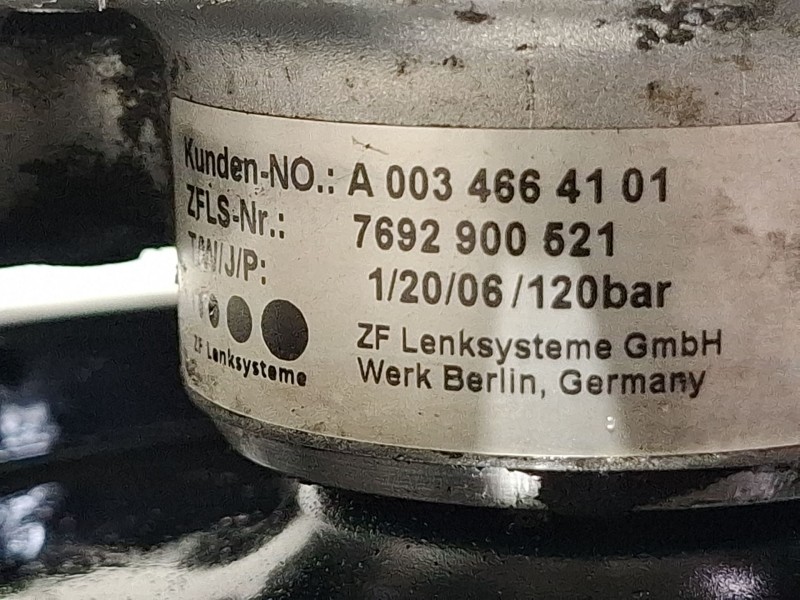 Kunden-NO.: A 003 466 41 01
ZFLS-Nr.: 7692 900 521
T/W/J/P: 1/20/06/120bar
ZF Lenksysteme GmbH
Werk Berlin, Germany
ZF Lenksysteme